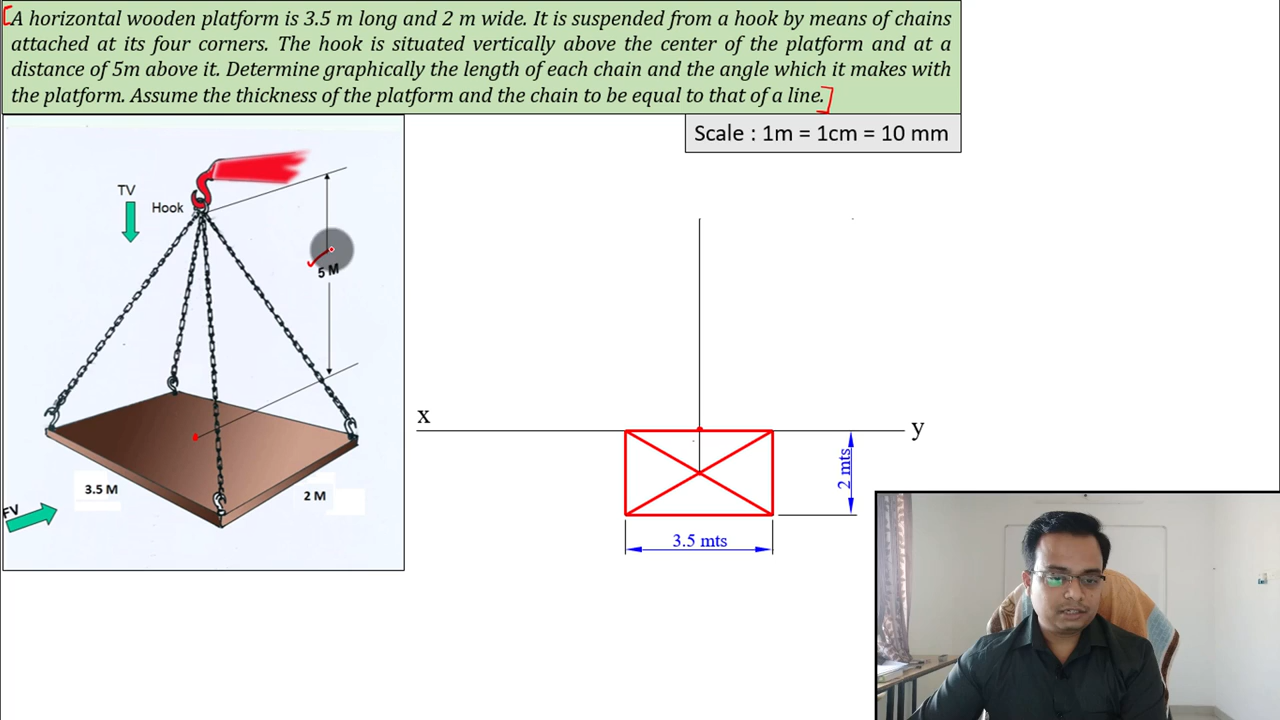 A horizontal wooden platform is 3.5 m long and 2 m wide. It is suspended from a hook by means of chains
attached at its four corners. The hook is situated vertically above the center of the platform and at a
distance of 5m above it. Determine graphically the length of each chain and the angle which it makes with
the platform. Assume the thickness of the platform and the chain to be equal to that of a line.
Scale : 1m = 1cm = 10 mm
TV
Hook
5 M
3.5 M
2 M
FV
x
y
2 mts
3.5 mts